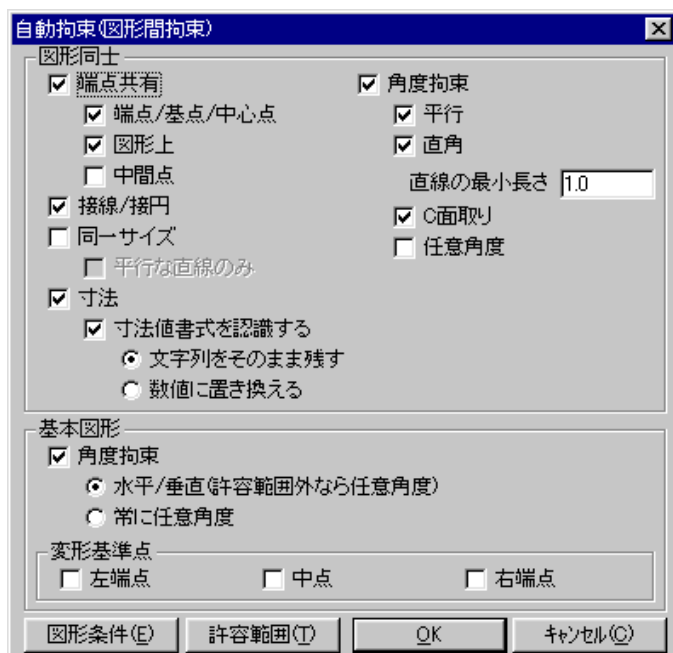 自動拘束(図形間拘束)
図形同士
端点共有
端点/基点/中心点
図形上
中間点
接線/接円
同一サイズ
平行な直線のみ
寸法
寸法値書式を認識する
文字列をそのまま残す
数値に置き換える
角度拘束
平行
直角
直線の最小長さ 1.0
C面取り
任意角度
基本図形
角度拘束
水平/垂直(許容範囲外なら任意角度)
常に任意角度
変形基準点
左端点 中点 右端点
図形条件(E) 許容範囲(T) OK キャンセル(C)